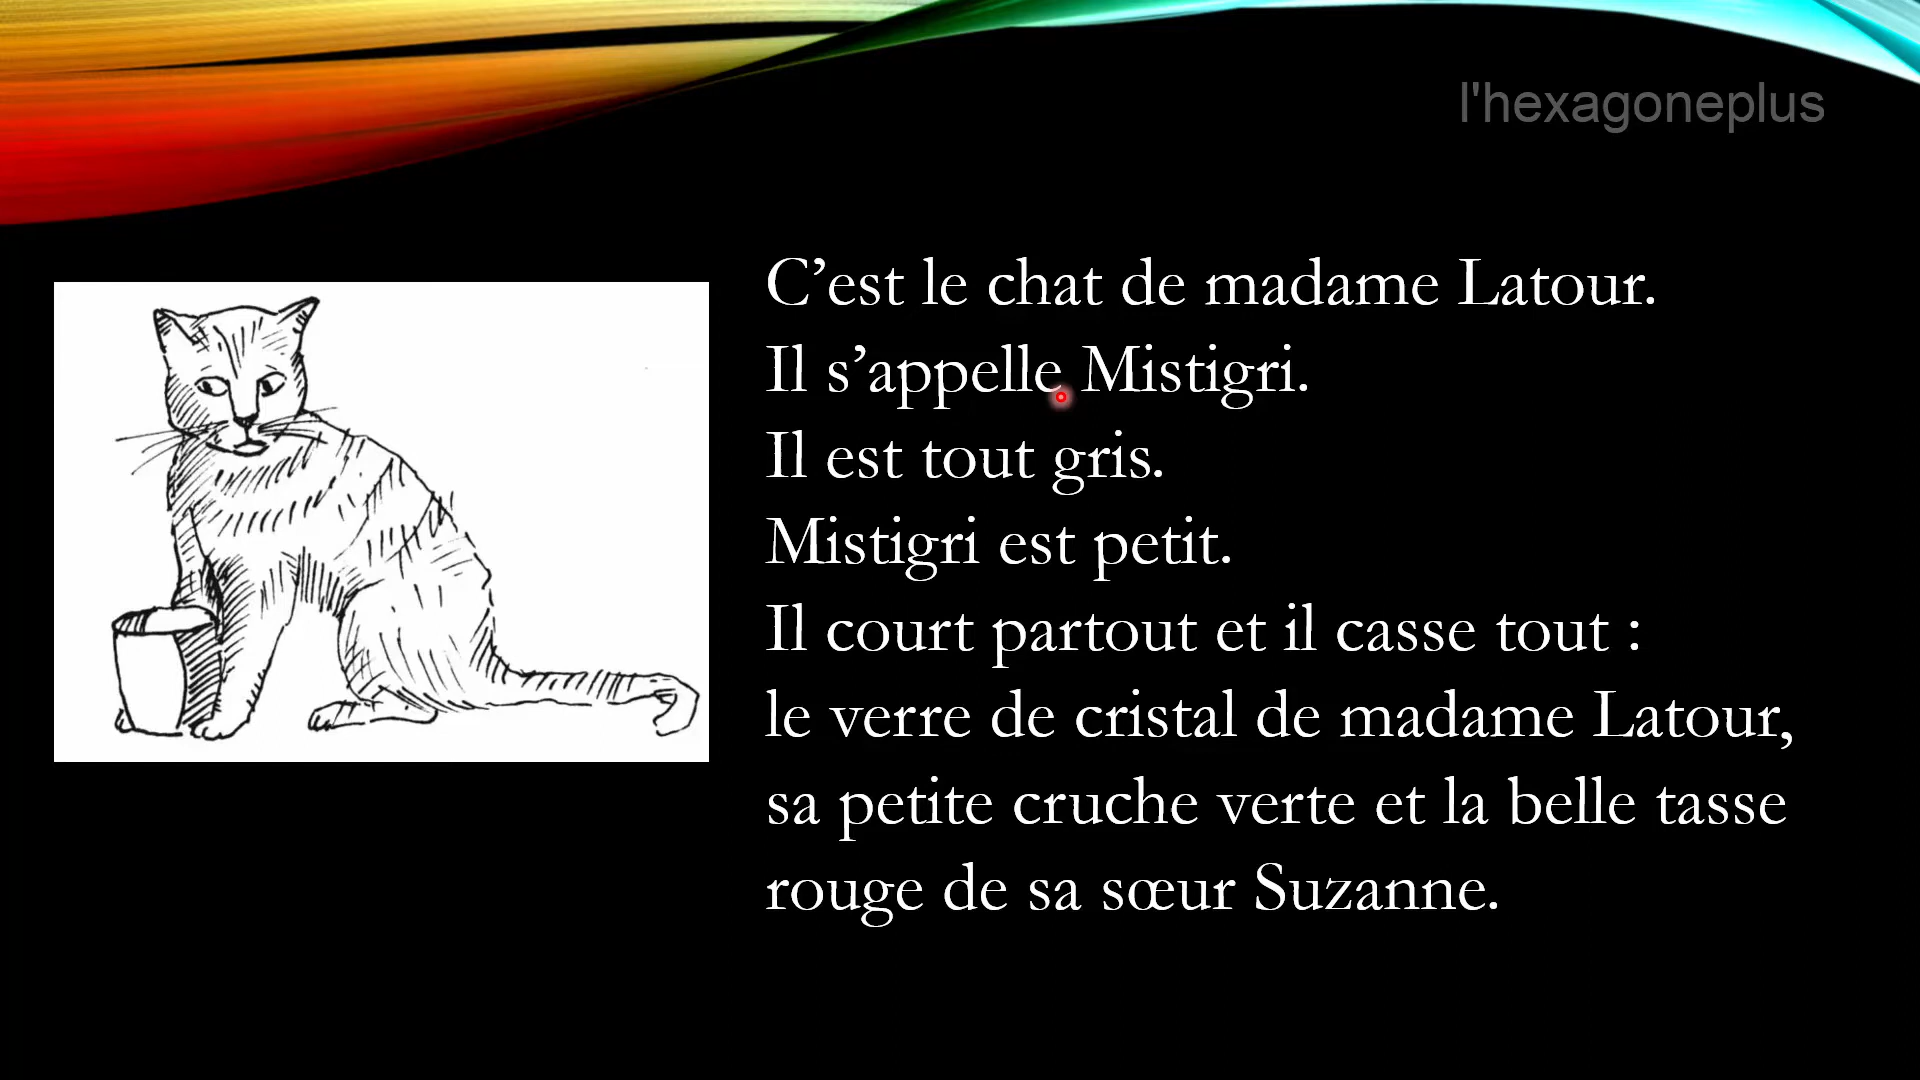 l'hexagoneplus
C’est le chat de madame Latour.
Il s’appelle Mistigri.
Il est tout gris.
Mistigri est petit.
Il court partout et il casse tout :
le verre de cristal de madame Latour,
sa petite cruche verte et la belle tasse
rouge de sa sœur Suzanne.